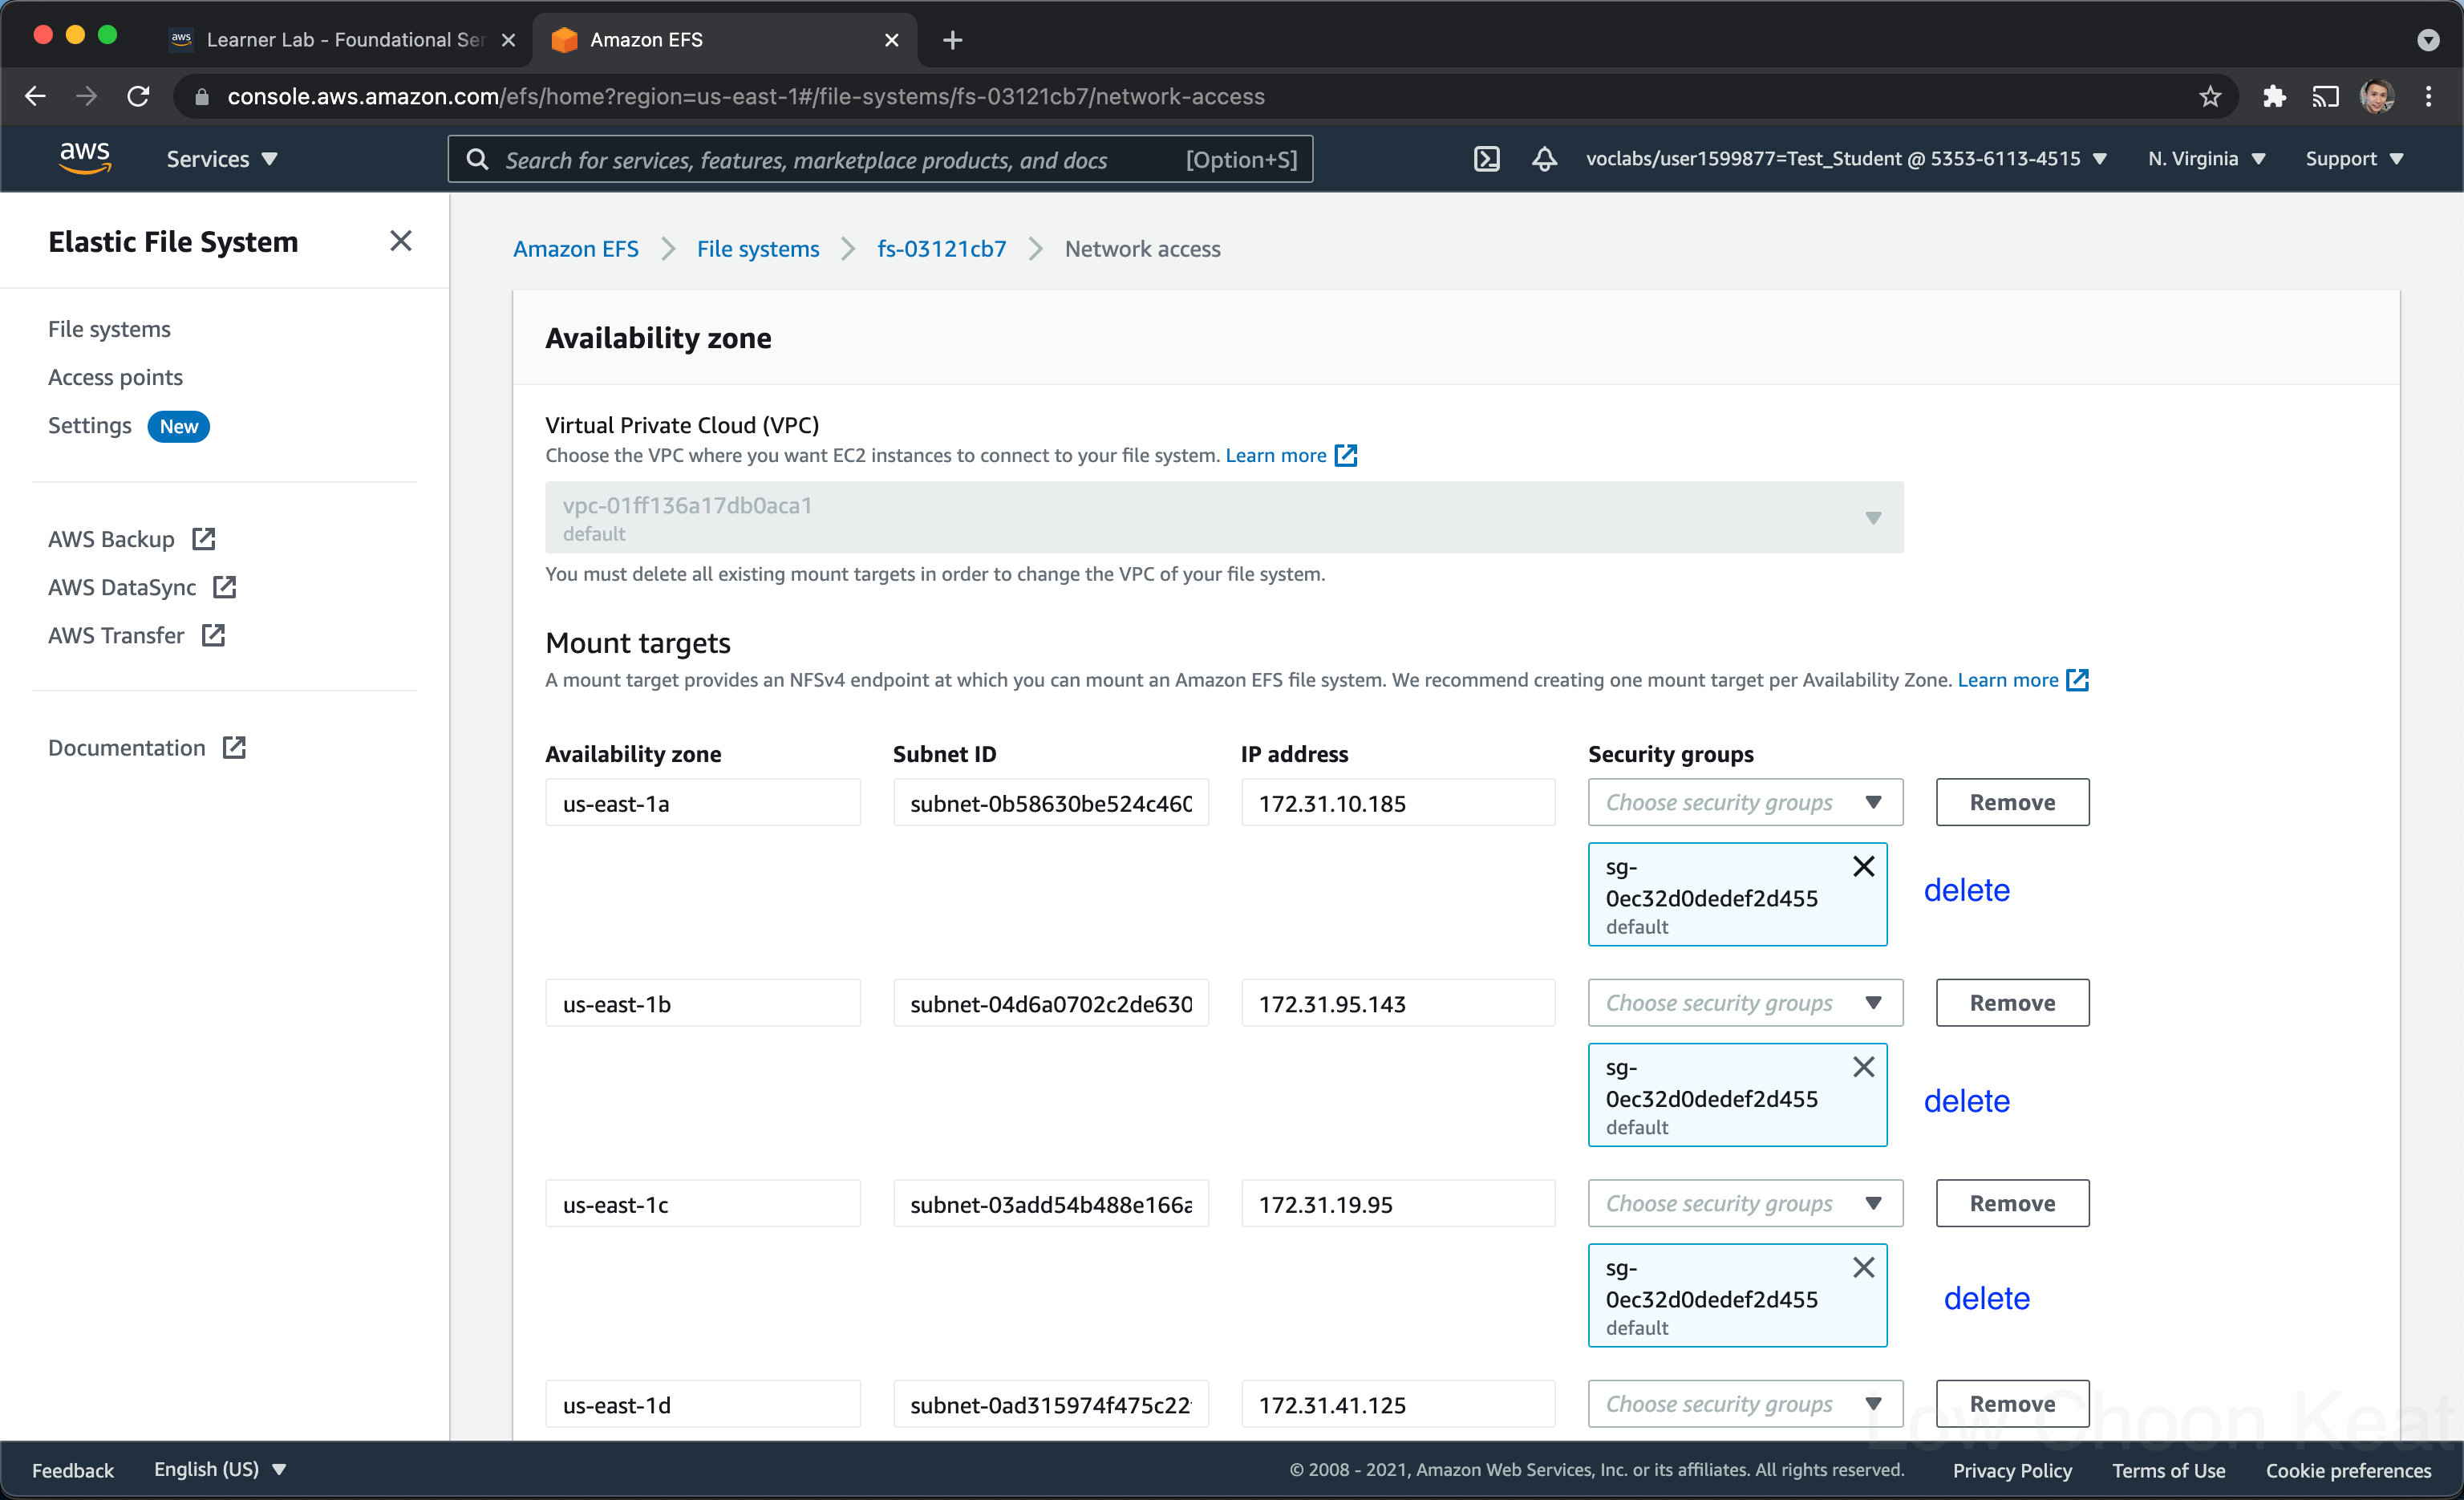 Learner Lab - Foundational Ser
Amazon EFS
console.aws.amazon.com/efs/home?region=us-east-1#/file-systems/fs-03121cb7/network-access
aws
Services
Search for services, features, marketplace products, and docs [Option+S]
voclabs/user1599877=Test_Student @ 5353-6113-4515
N. Virginia
Support
Elastic File System
File systems
Access points
Settings New
AWS Backup
AWS DataSync
AWS Transfer
Documentation
Amazon EFS File systems fs-03121cb7 Network access
Availability zone
Virtual Private Cloud (VPC)
Choose the VPC where you want EC2 instances to connect to your file system. Learn more
vpc-01ff136a17db0aca1
default
You must delete all existing mount targets in order to change the VPC of your file system.
Mount targets
A mount target provides an NFSv4 endpoint at which you can mount an Amazon EFS file system. We recommend creating one mount target per Availability Zone. Learn more
Availability zone Subnet ID IP address Security groups
us-east-1a subnet-0b58630be524c460 172.31.10.185 Choose security groups Remove
sg-
0ec32d0dedef2d455
default
delete
us-east-1b subnet-04d6a0702c2de630 172.31.95.143 Choose security groups Remove
sg-
0ec32d0dedef2d455
default
delete
us-east-1c subnet-03add54b488e166a 172.31.19.95 Choose security groups Remove
sg-
0ec32d0dedef2d455
default
delete
us-east-1d subnet-0ad315974f475c22 172.31.41.125 Choose security groups Remove
Low Choon Keat
Feedback English (US) © 2008 - 2021, Amazon Web Services, Inc. or its affiliates. All rights reserved. Privacy Policy Terms of Use Cookie preferences